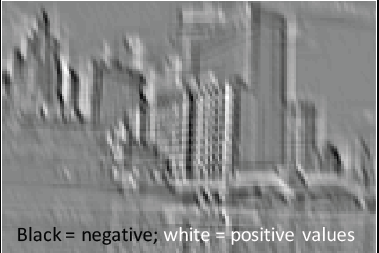 Black = negative; white = positive values